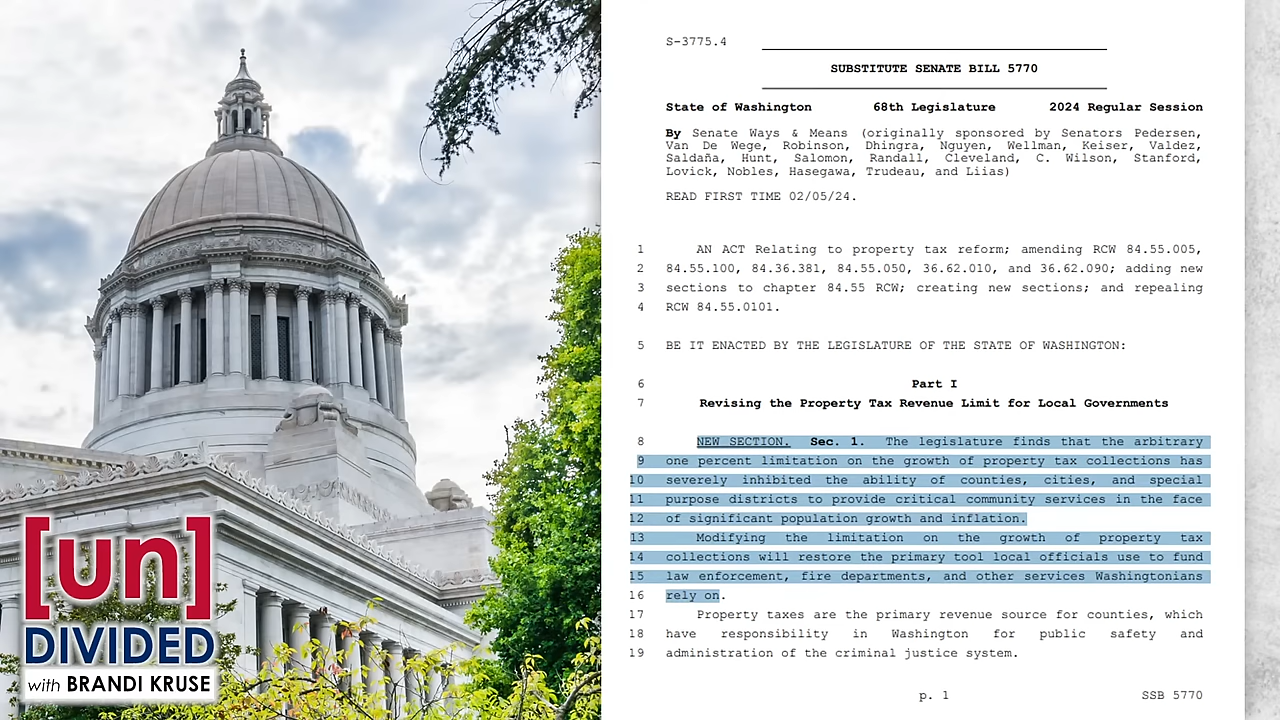 [un]
DIVIDED
with BRANDI KRUSE
S-3775.4
SUBSTITUTE SENATE BILL 5770
State of Washington 68th Legislature 2024 Regular Session
By Senate Ways & Means (originally sponsored by Senators Pedersen,
Van De Wege, Robinson, Dhingra, Nguyen, Wellman, Keiser, Valdez,
Saldaña, Hunt, Salomon, Randall, Cleveland, C. Wilson, Stanford,
Lovick, Nobles, Hasegawa, Trudeau, and Liias)
READ FIRST TIME 02/05/24.
1 AN ACT Relating to property tax reform; amending RCW 84.55.005,
2 84.55.100, 84.36.381, 84.55.050, 36.62.010, and 36.62.090; adding new
3 sections to chapter 84.55 RCW; creating new sections; and repealing
4 RCW 84.55.0101.
5 BE IT ENACTED BY THE LEGISLATURE OF THE STATE OF WASHINGTON:
6 Part I
7 Revising the Property Tax Revenue Limit for Local Governments
8 NEW SECTION. Sec. 1. The legislature finds that the arbitrary
9 one percent limitation on the growth of property tax collections has
10 severely inhibited the ability of counties, cities, and special
11 purpose districts to provide critical community services in the face
12 of significant population growth and inflation.
13 Modifying the limitation on the growth of property tax
14 collections will restore the primary tool local officials use to fund
15 law enforcement, fire departments, and other services Washingtonians
16 rely on.
17 Property taxes are the primary revenue source for counties, which
18 have responsibility in Washington for public safety and
19 administration of the criminal justice system.
p. 1 SSB 5770